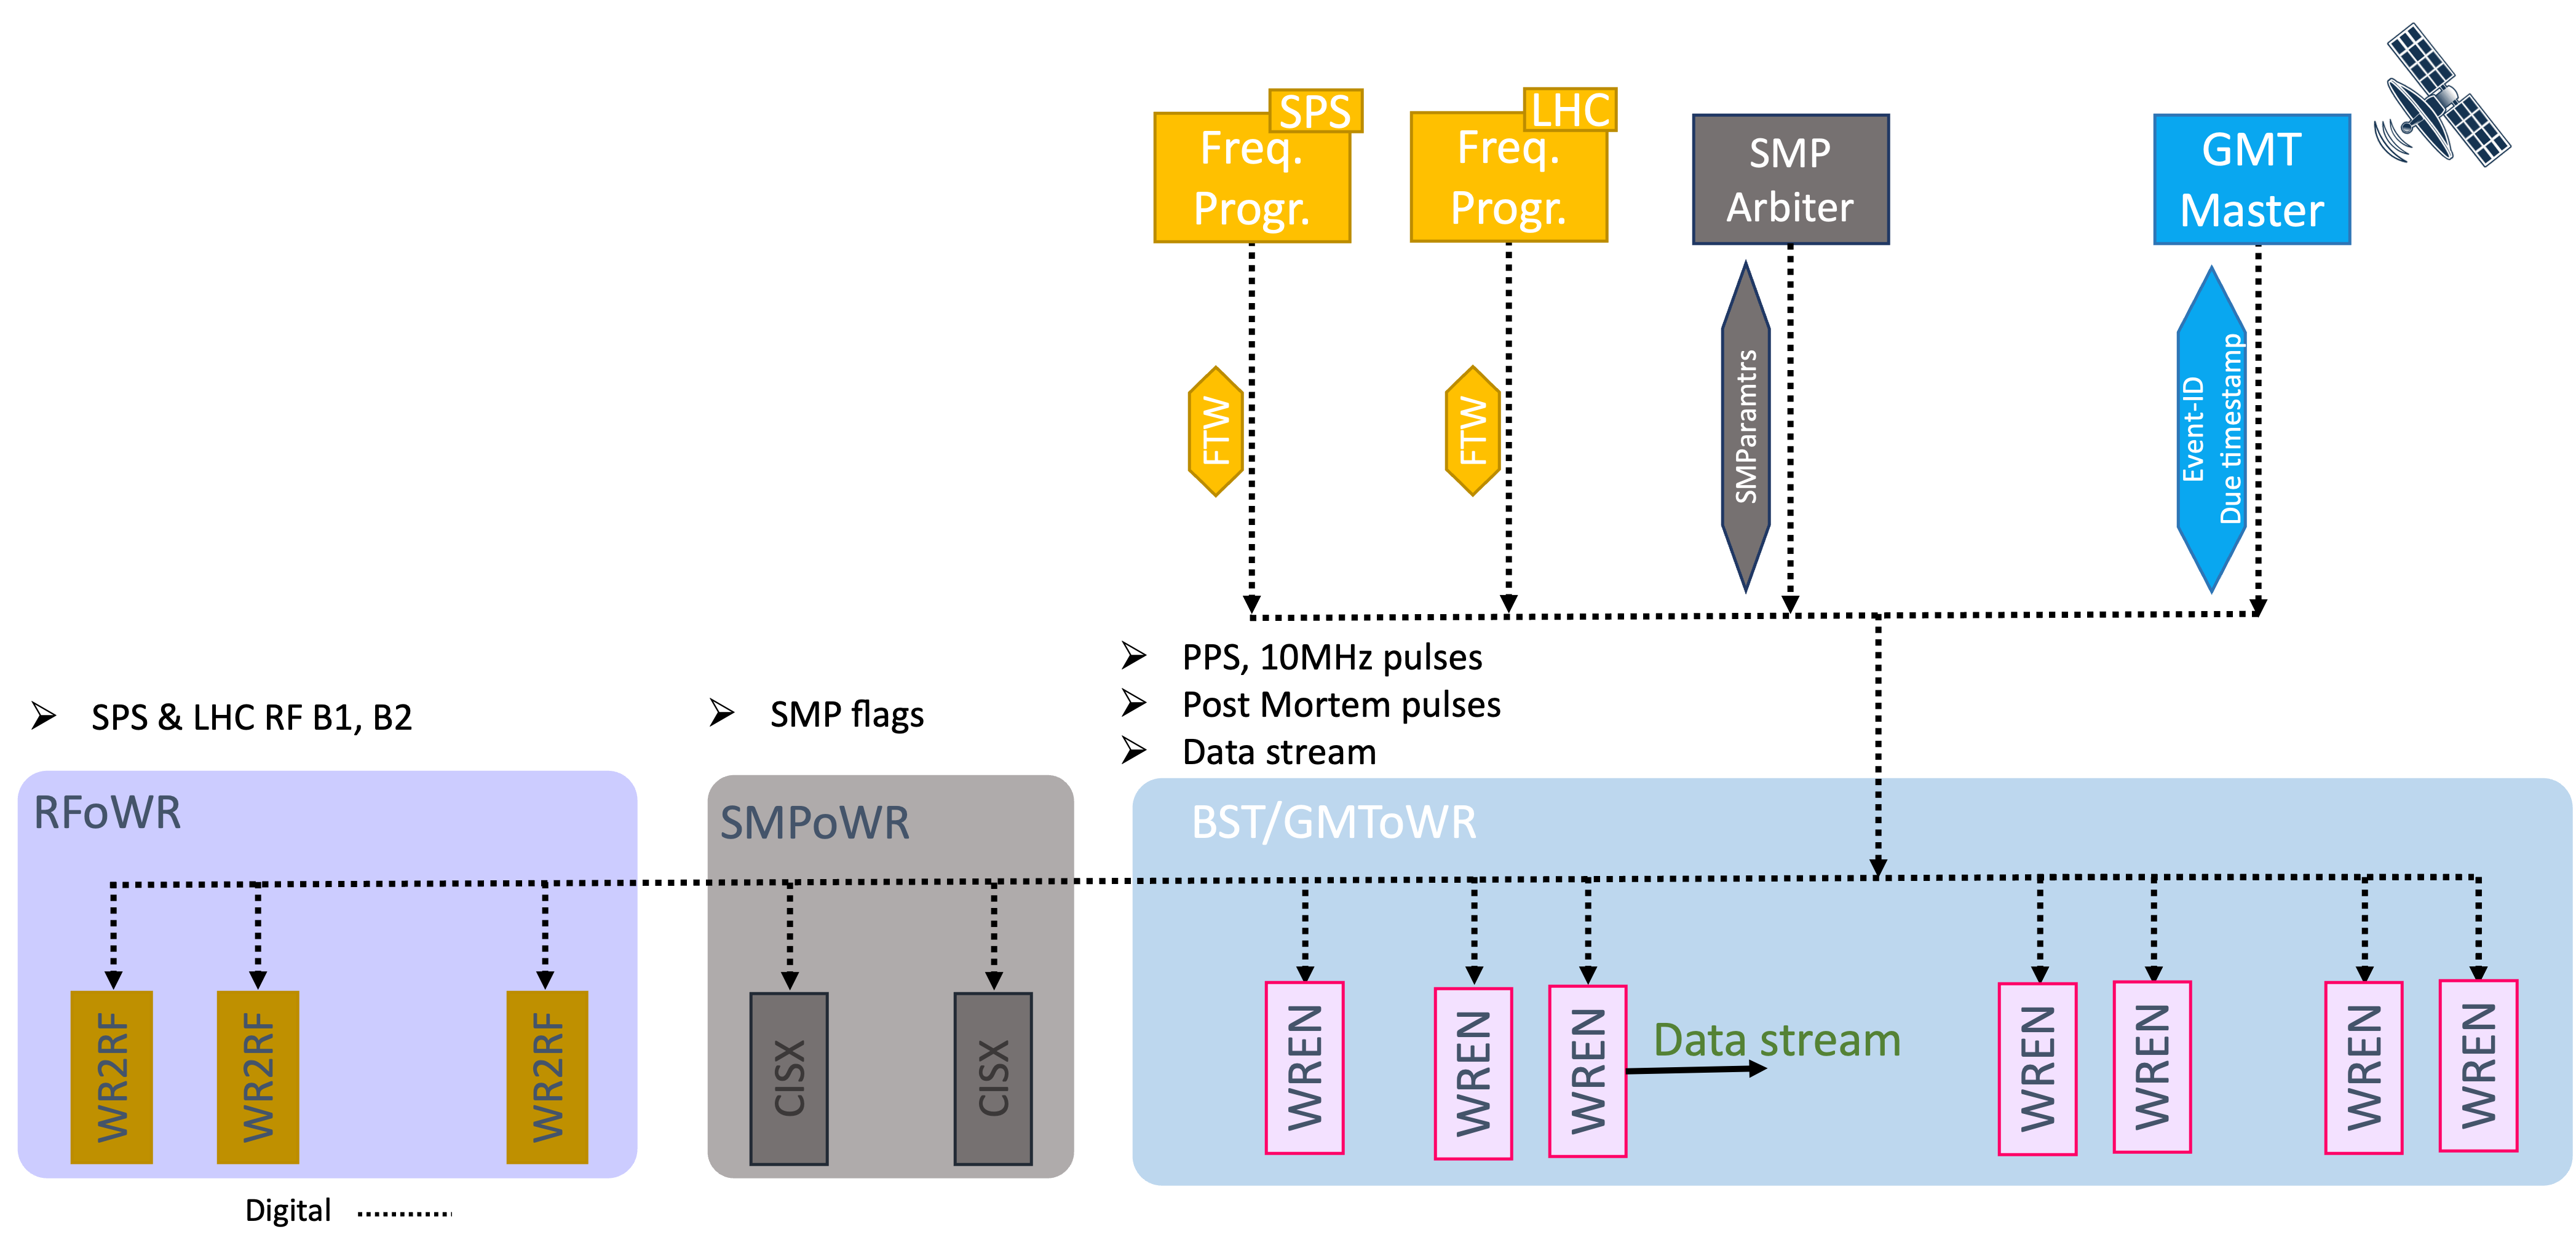 SPS
Freq.
Progr.
LHC
Freq.
Progr.
SMP
Arbiter
GMT
Master
FTW
FTW
SMParamtrs
Event-ID
Due timestamp
PPS, 10MHz pulses
Post Mortem pulses
Data stream
SPS & LHC RF B1, B2
SMP flags
RFoWR
SMPoWR
BST/GMToWR
WR2RF
WR2RF
WR2RF
CISX
CISX
WREN
WREN
WREN
Data stream
WREN
WREN
WREN
WREN
Digital